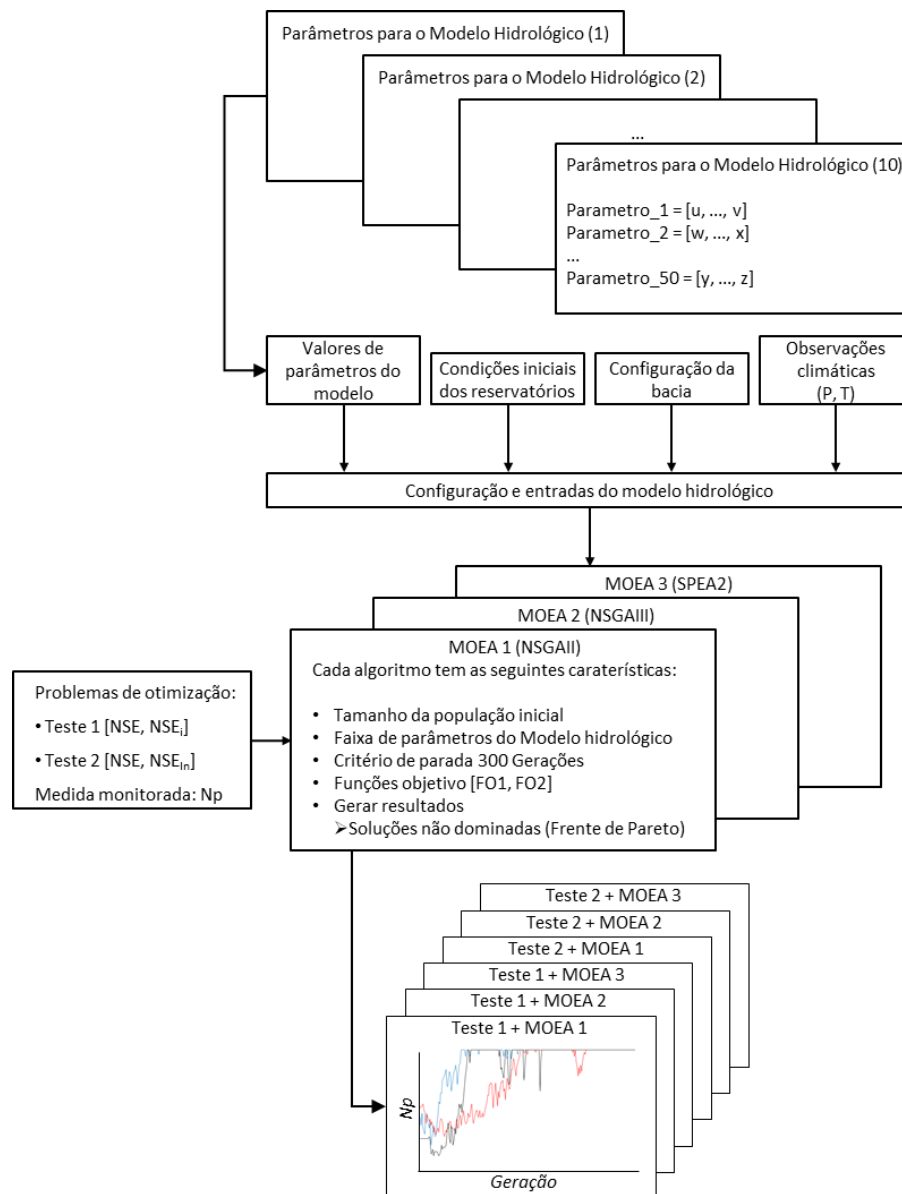 Parâmetros para o Modelo Hidrológico (1)
Parâmetros para o Modelo Hidrológico (2)
...
Parâmetros para o Modelo Hidrológico (10)
Parametro_1 = [u, ..., v]
Parametro_2 = [w, ..., x]
...
Parametro_50 = [y, ..., z]
Valores de
parâmetros do
modelo
Condições iniciais
dos reservatórios
Configuração da
bacia
Observações
climáticas
(P, T)
Configuração e entradas do modelo hidrológico
MOEA 3 (SPEA2)
MOEA 2 (NSGAIII)
MOEA 1 (NSGAII)
Cada algoritmo tem as seguintes caraterísticas:
• Tamanho da população inicial
• Faixa de parâmetros do Modelo hidrológico
• Critério de parada 300 Gerações
• Funções objetivo [FO1, FO2]
• Gerar resultados
➢Soluções não dominadas (Frente de Pareto)
Problemas de otimização:
• Teste 1 [NSE, NSEi]
• Teste 2 [NSE, NSEln]
Medida monitorada: Np
Teste 2 + MOEA 3
Teste 2 + MOEA 2
Teste 2 + MOEA 1
Teste 1 + MOEA 3
Teste 1 + MOEA 2
Teste 1 + MOEA 1
Np
Geração